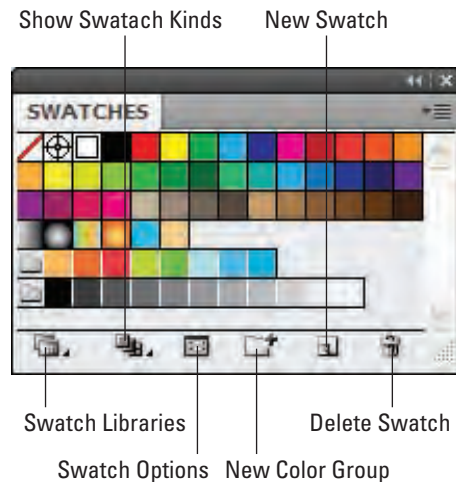 Show Swatach Kinds New Swatch
SWATCHES
Swatch Libraries Delete Swatch
Swatch Options New Color Group